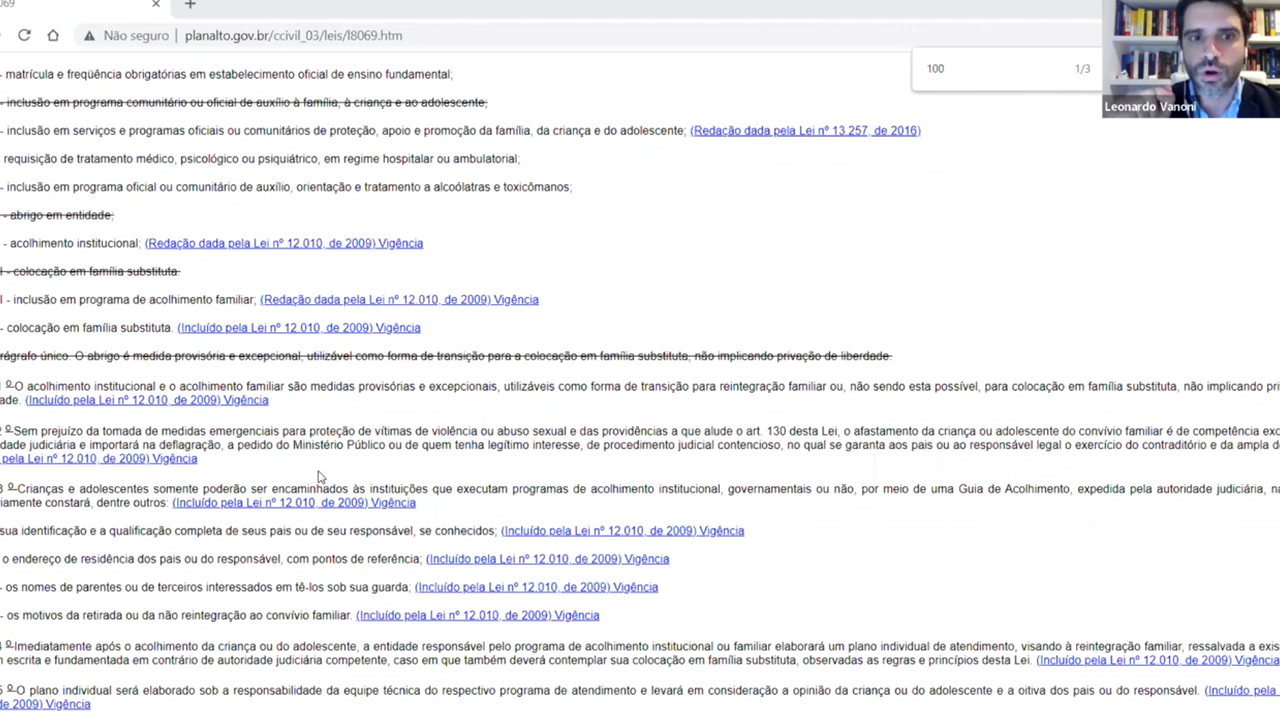 069
Não seguro | planalto.gov.br/ccivil_03/leis/l8069.htm
100 1/3
Leonardo Vanoni
- matrícula e freqüência obrigatórias em estabelecimento oficial de ensino fundamental;
- inclusão em programa comunitário ou oficial de auxílio à família, à criança e ao adolescente;
- inclusão em serviços e programas oficiais ou comunitários de proteção, apoio e promoção da família, da criança e do adolescente; (Redação dada pela Lei nº 13.257, de 2016)
requisição de tratamento médico, psicológico ou psiquiátrico, em regime hospitalar ou ambulatorial;
- inclusão em programa oficial ou comunitário de auxílio, orientação e tratamento a alcoólatras e toxicômanos;
- abrigo em entidade;
- acolhimento institucional; (Redação dada pela Lei nº 12.010, de 2009) Vigência
I - colocação em família substituta.
I - inclusão em programa de acolhimento familiar; (Redação dada pela Lei nº 12.010, de 2009) Vigência
- colocação em família substituta. (Incluído pela Lei nº 12.010, de 2009) Vigência
rágrafo único. O abrigo é medida provisória e excepcional, utilizável como forma de transição para a colocação em família substituta, não implicando privação de liberdade.
1 º O acolhimento institucional e o acolhimento familiar são medidas provisórias e excepcionais, utilizáveis como forma de transição para reintegração familiar ou, não sendo esta possível, para colocação em família substituta, não implicando pri
ade. (Incluído pela Lei nº 12.010, de 2009) Vigência
2 º Sem prejuízo da tomada de medidas emergenciais para proteção de vítimas de violência ou abuso sexual e das providências a que alude o art. 130 desta Lei, o afastamento da criança ou adolescente do convívio familiar é de competência exc
dade judiciária e importará na deflagração, a pedido do Ministério Público ou de quem tenha legítimo interesse, de procedimento judicial contencioso, no qual se garanta aos pais ou ao responsável legal o exercício do contraditório e da ampla de
pela Lei nº 12.010, de 2009) Vigência
3 º Crianças e adolescentes somente poderão ser encaminhados às instituições que executam programas de acolhimento institucional, governamentais ou não, por meio de uma Guia de Acolhimento, expedida pela autoridade judiciária, na
iamente constará, dentre outros: (Incluído pela Lei nº 12.010, de 2009) Vigência
sua identificação e a qualificação completa de seus pais ou de seu responsável, se conhecidos; (Incluído pela Lei nº 12.010, de 2009) Vigência
o endereço de residência dos pais ou do responsável, com pontos de referência; (Incluído pela Lei nº 12.010, de 2009) Vigência
- os nomes de parentes ou de terceiros interessados em tê-los sob sua guarda; (Incluído pela Lei nº 12.010, de 2009) Vigência
- os motivos da retirada ou da não reintegração ao convívio familiar. (Incluído pela Lei nº 12.010, de 2009) Vigência
4 º Imediatamente após o acolhimento da criança ou do adolescente, a entidade responsável pelo programa de acolhimento institucional ou familiar elaborará um plano individual de atendimento, visando à reintegração familiar, ressalvada a exis
m escrita e fundamentada em contrário de autoridade judiciária competente, caso em que também deverá contemplar sua colocação em família substituta, observadas as regras e princípios desta Lei. (Incluído pela Lei nº 12.010, de 2009) Vigência
5 º O plano individual será elaborado sob a responsabilidade da equipe técnica do respectivo programa de atendimento e levará em consideração a opinião da criança ou do adolescente e a oitiva dos pais ou do responsável. (Incluído pela
de 2009) Vigência